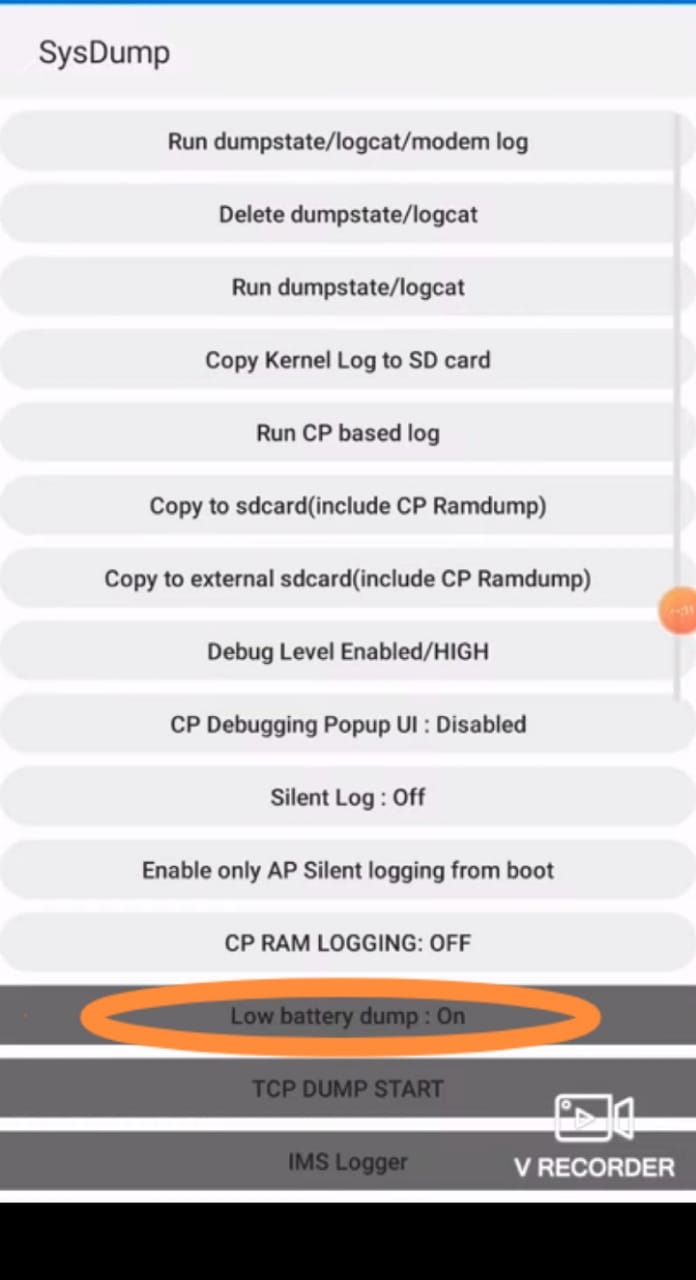 SysDump
Run dumpstate/logcat/modem log
Delete dumpstate/logcat
Run dumpstate/logcat
Copy Kernel Log to SD card
Run CP based log
Copy to sdcard(include CP Ramdump)
Copy to external sdcard(include CP Ramdump)
Debug Level Enabled/HIGH
CP Debugging Popup UI : Disabled
Silent Log : Off
Enable only AP Silent logging from boot
CP RAM LOGGING: OFF
Low battery dump : On
TCP DUMP START
IMS Logger
V RECORDER